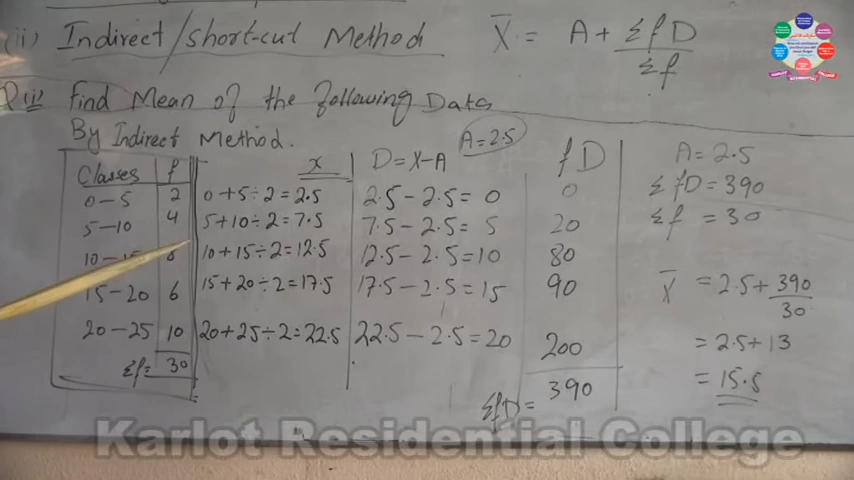 (ii) Indirect/short-cut Method X̄ = A + ΣfD/Σf
Q(ii) Find Mean of the following Data
By Indirect Method. A=2.5
Classes f x D=X-A fD
0-5 2 0+5÷2=2.5 2.5-2.5=0 0
5-10 4 5+10÷2=7.5 7.5-2.5=5 20
10-15 8 10+15÷2=12.5 12.5-2.5=10 80
15-20 6 15+20÷2=17.5 17.5-2.5=15 90
20-25 10 20+25÷2=22.5 22.5-2.5=20 200
Σf= 30 ΣfD= 390
A=2.5
ΣfD=390
Σf =30
X̄ = 2.5+390/30
= 2.5+13
= 15.5
Karlot Residential College